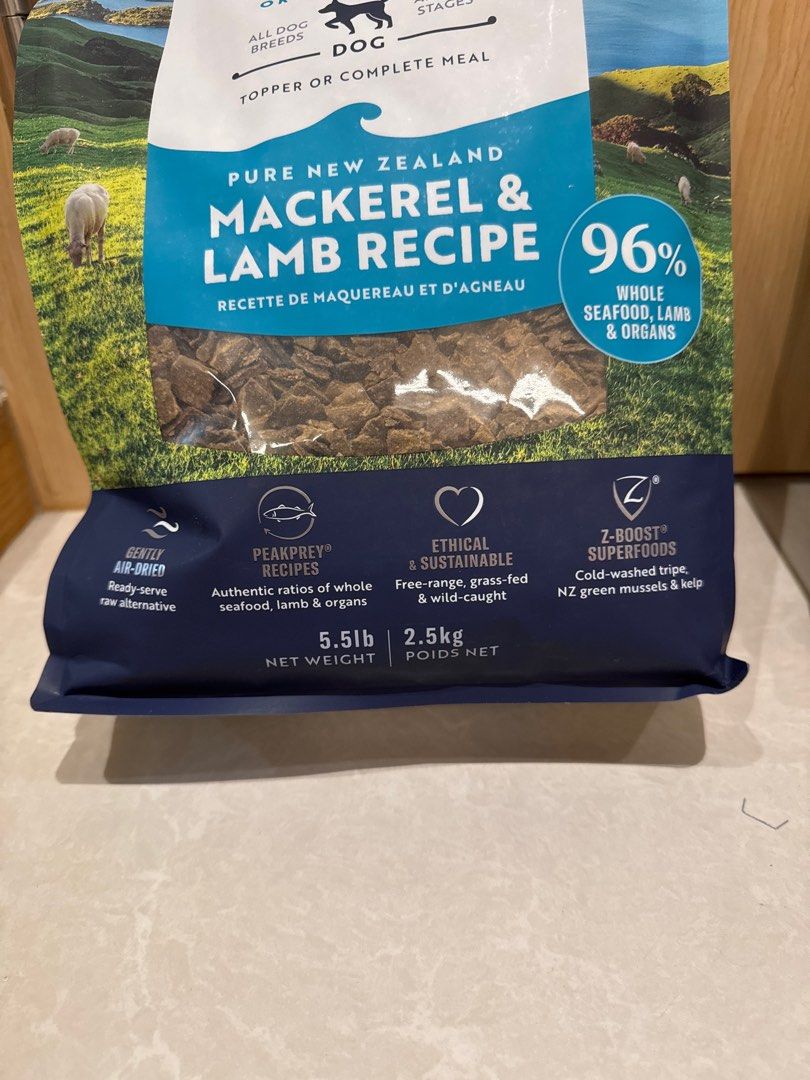 ALL DOG
BREEDS
STAGES
DOG
TOPPER OR COMPLETE MEAL
PURE NEW ZEALAND
MACKEREL &
LAMB RECIPE
RECETTE DE MAQUEREAU ET D'AGNEAU
96%
WHOLE
SEAFOOD, LAMB
& ORGANS
GENTLY
AIR-DRIED
Ready-serve
raw alternative
PEAKPREY®
RECIPES
Authentic ratios of whole
seafood, lamb & organs
ETHICAL
& SUSTAINABLE
Free-range, grass-fed
& wild-caught
Z®
Z-BOOST®
SUPERFOODS
Cold-washed tripe,
NZ green mussels & kelp
5.5lb
NET WEIGHT
2.5kg
POIDS NET